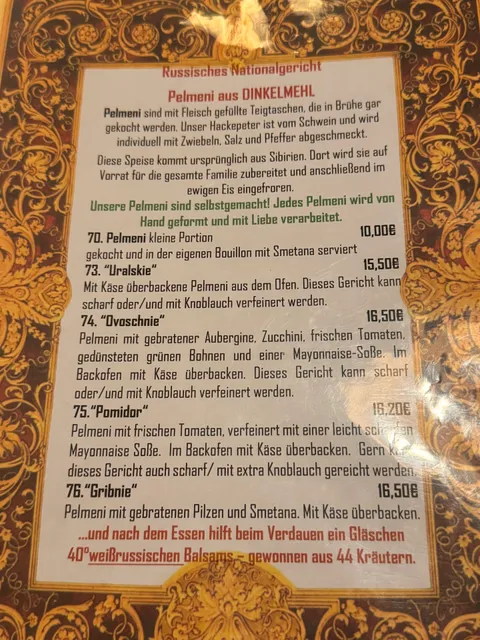 Russisches Nationalgericht
Pelmeni aus DINKELMEHL
Pelmeni sind mit Fleisch gefüllte Teigtaschen, die in Brühe gar
gekocht werden. Unser Hackepeter ist vom Schwein und wird
individuell mit Zwiebeln, Salz und Pfeffer abgeschmeckt.
Diese Speise kommt ursprünglich aus Sibirien. Dort wird sie auf
Vorrat für die gesamte Familie zubereitet und anschließend im
ewigen Eis eingefroren.
Unsere Pelmeni sind selbstgemacht! Jedes Pelmeni wird von
Hand geformt und mit Liebe verarbeitet.
70. Pelmeni kleine Portion 10,00€
gekocht und in der eigenen Bouillon mit Smetana serviert
73. "Uralskie" 15,50€
Mit Käse überbackene Pelmeni aus dem Ofen. Dieses Gericht kann
scharf oder/und mit Knoblauch verfeinert werden.
74. "Ovoschnie" 16,50€
Pelmeni mit gebratener Aubergine, Zucchini, frischen Tomaten,
gedünsteten grünen Bohnen und einer Mayonnaise-Soße. Im
Backofen mit Käse überbacken. Dieses Gericht kann scharf
oder/und mit Knoblauch verfeinert werden.
75."Pomidor" 16,20€
Pelmeni mit frischen Tomaten, verfeinert mit einer leicht scharfen
Mayonnaise Soße. Im Backofen mit Käse überbacken. Gern
dieses Gericht auch scharf/ mit extra Knoblauch gereicht werden.
76."Gribnie" 16,50€
Pelmeni mit gebratenen Pilzen und Smetana. Mit Käse überbacken.
...und nach dem Essen hilft beim Verdauen ein Gläschen
40°weißrussischen Balsams – gewonnen aus 44 Kräutern.